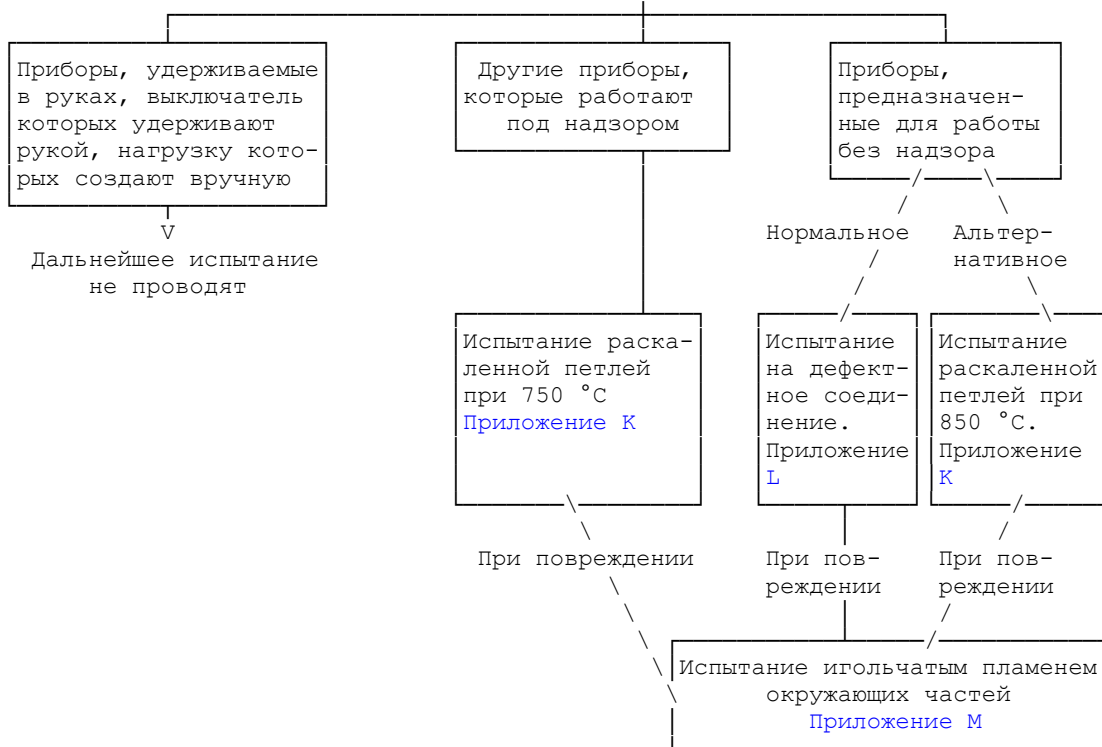 Приборы, удерживаемые
в руках, выключатель
которых удерживают
рукой, нагрузку кото-
рых создают вручную
Другие приборы,
которые работают
под надзором
Приборы,
предназначен-
ные для работы
без надзора
V
Дальнейшее испытание
не проводят
Нормальное
Альтер-
нативное
Испытание раска-
ленной петлей
при 750 °C
Приложение K
Испытание
на дефект-
ное соеди-
нение.
Приложение
L
Испытание
раскаленной
петлей при
850 °C.
Приложение
K
При повреждении
При пов-
реждении
При пов-
реждении
Испытание игольчатым пламенем
окружающих частей
Приложение M